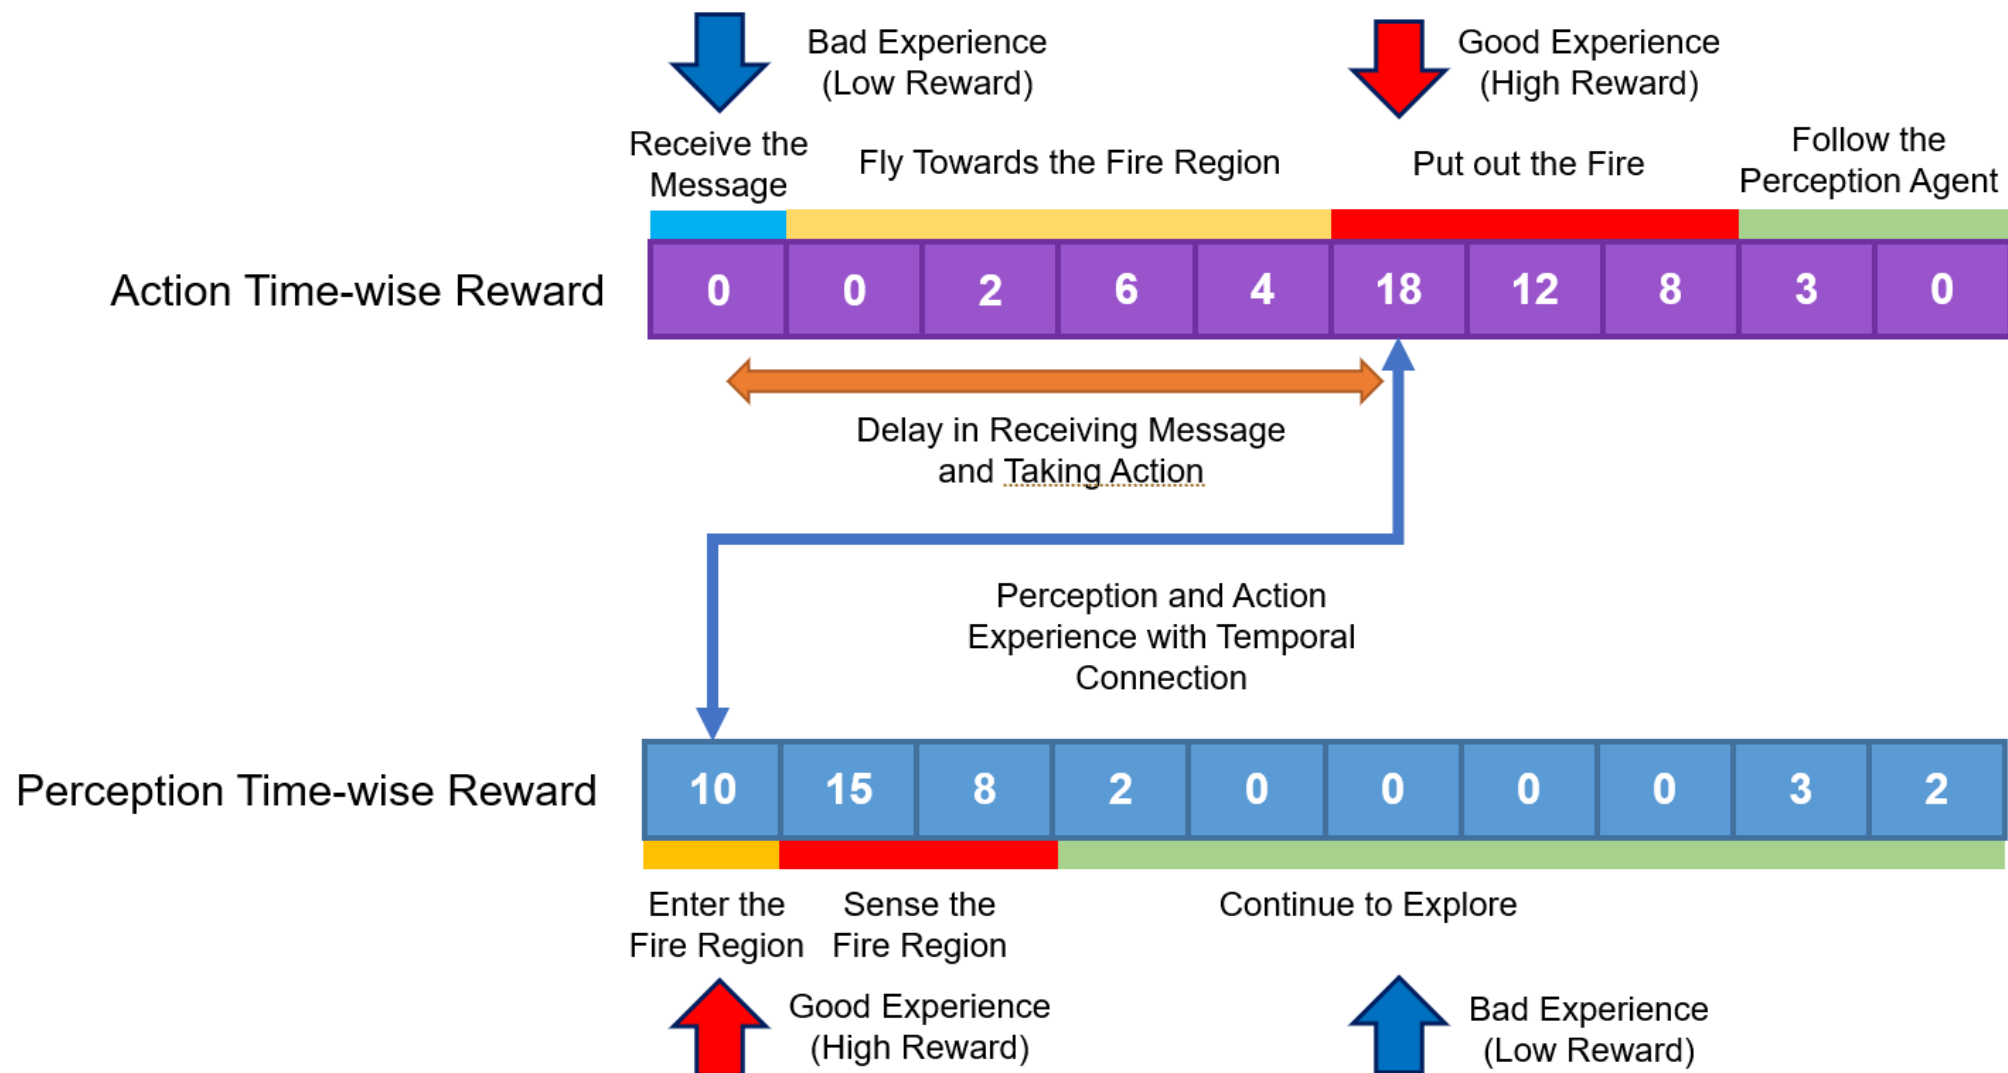 Bad Experience
(Low Reward)
Good Experience
(High Reward)
Receive the
Message
Fly Towards the Fire Region
Put out the Fire
Follow the
Perception Agent
Action Time-wise Reward
0 0 2 6 4 18 12 8 3 0
Delay in Receiving Message
and Taking Action
Perception and Action
Experience with Temporal
Connection
Perception Time-wise Reward
10 15 8 2 0 0 0 0 3 2
Enter the
Fire Region
Sense the
Fire Region
Continue to Explore
Good Experience
(High Reward)
Bad Experience
(Low Reward)